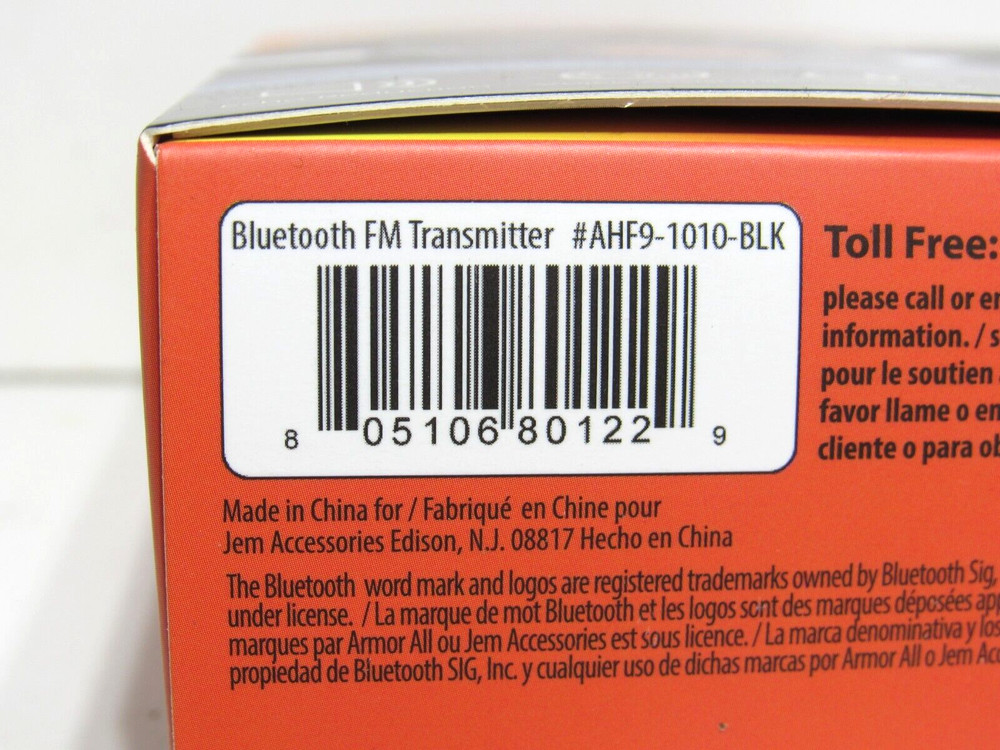 Bluetooth FM Transmitter #AHF9-1010-BLK
8 05106 80122 9
Toll Free:
please call or
information. /
pour le soutien
favor llame o
cliente o para
Made in China for / Fabriqué en Chine pour
Jem Accessories Edison, N.J. 08817 Hecho en China
The Bluetooth word mark and logos are registered trademarks owned by Bluetooth Sig,
under license. / La marque de mot Bluetooth et les logos sont des marques déposées
marques par Armor All ou Jem Accessories est sous licence. / La marca denominativa y
propiedad de Bluetooth SIG, Inc. y cualquier uso de dichas marcas por Armor All o Jem